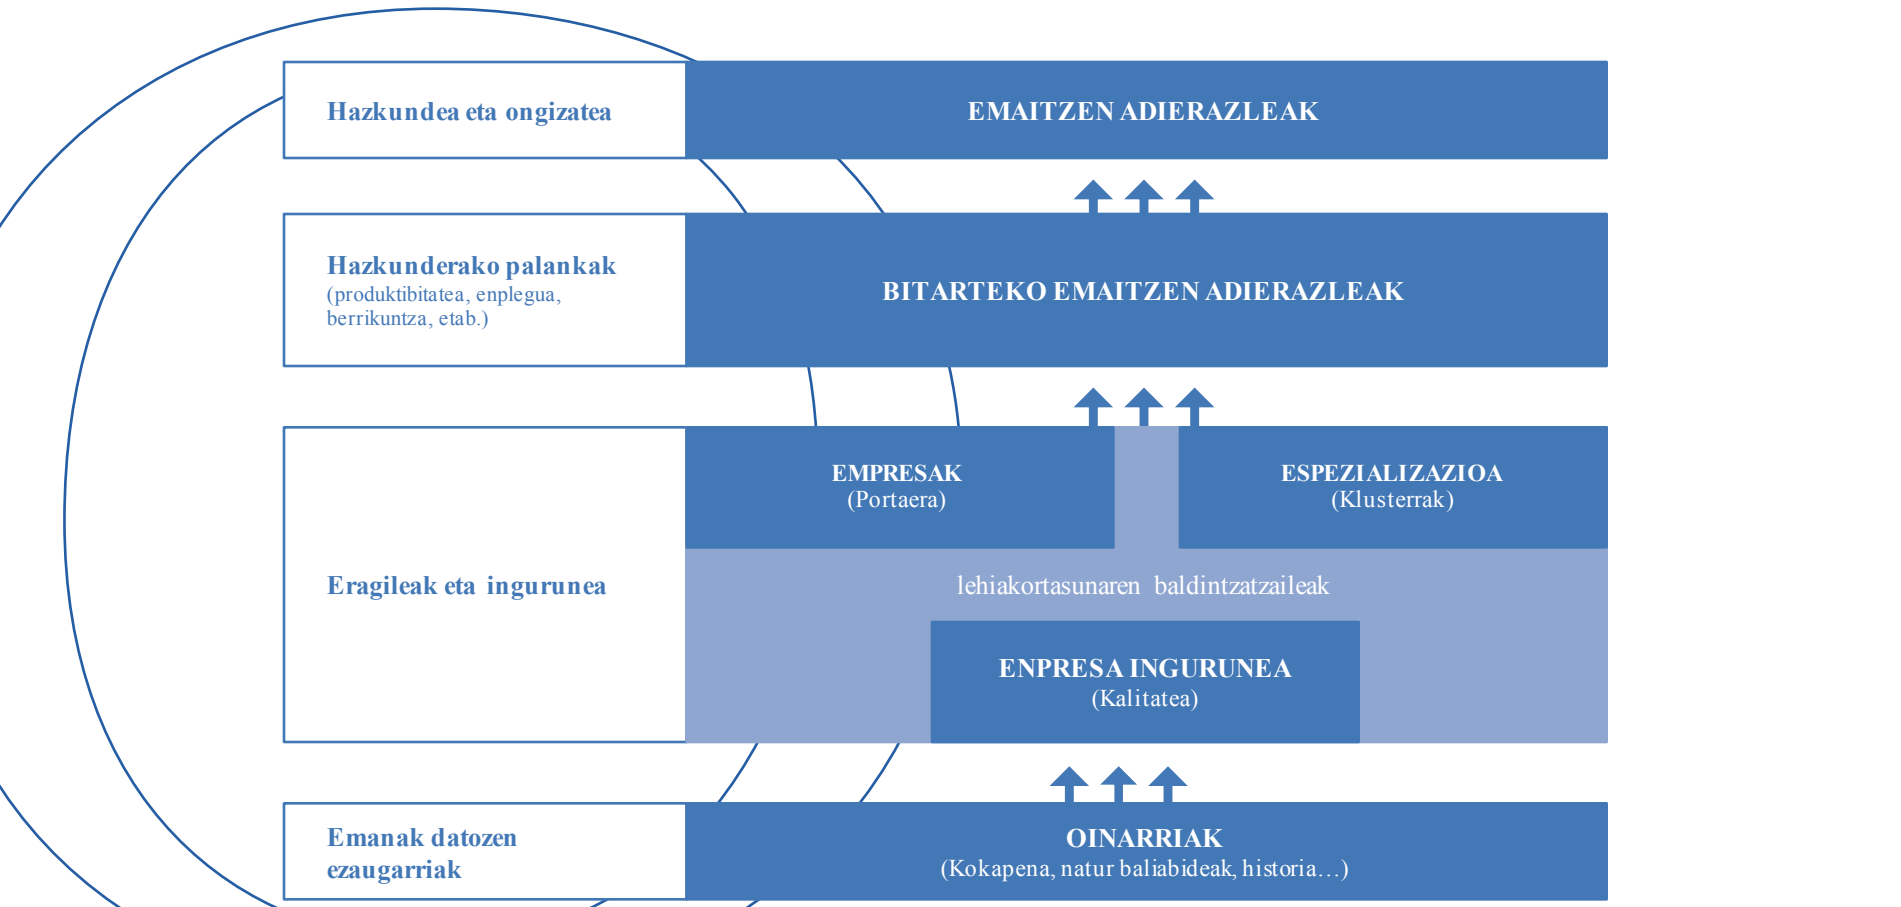 Hazkundea eta ongizatea
EMAITZEN ADIERAZLEAK
Hazkunderako palankak
(produktibitatea, enplegua,
berrikuntza, etab.)
BITARTEKO EMAITZEN ADIERAZLEAK
Eragileak eta ingurunea
EMPRESAK
(Portaera)
ESPEZIALIZAZIOA
(Klusterrak)
lehiakortasunaren baldintzatzaileak
ENPRESA INGURUNEA
(Kalitatea)
Emanak datozen
ezaugarriak
OINARRIAK
(Kokapena, natur baliabideak, historia…)